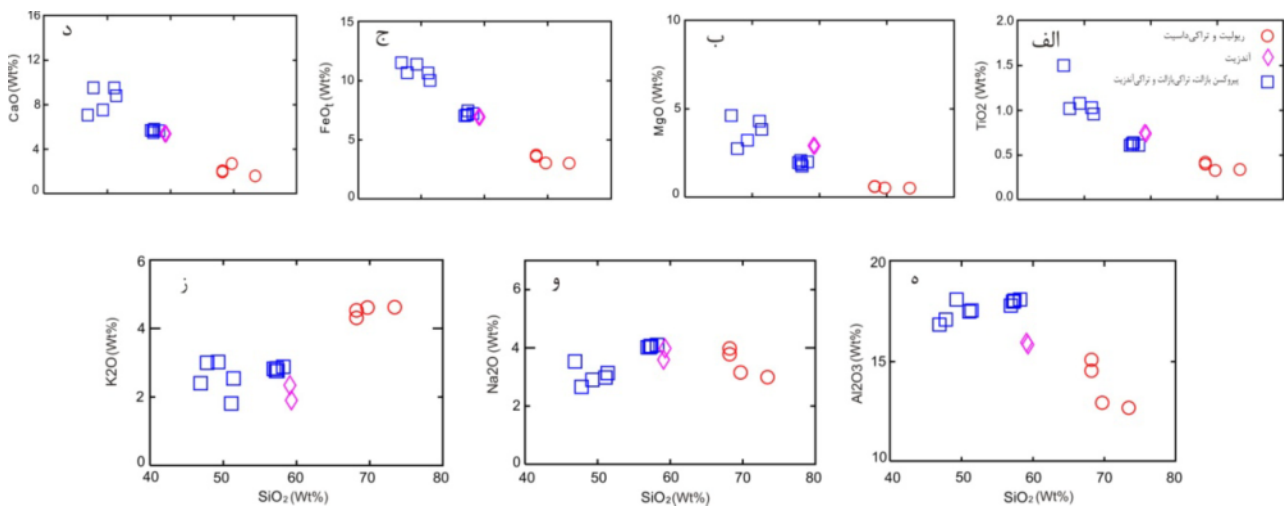 د
CaO (Wt%)
16
12
8
4
0
ج
FeOt (Wt%)
15
10
5
0
ب
MgO (Wt%)
10
5
0
الف
TiO2 (Wt%)
2.0
1.5
1.0
0.5
0.0
ریولیت و تراکی‌داسیت
آندزیت
پیروکسن بازالت، تراکی‌بازالت و تراکی‌آندزیت
ز
K2O (Wt%)
6
4
2
0
40 50 60 70 80
SiO₂ (Wt%)
و
Na2O (Wt%)
6
4
2
0
40 50 60 70 80
SiO₂ (Wt%)
ه
Al2O3 (Wt%)
20
15
10
40 50 60 70 80
SiO₂ (Wt%)